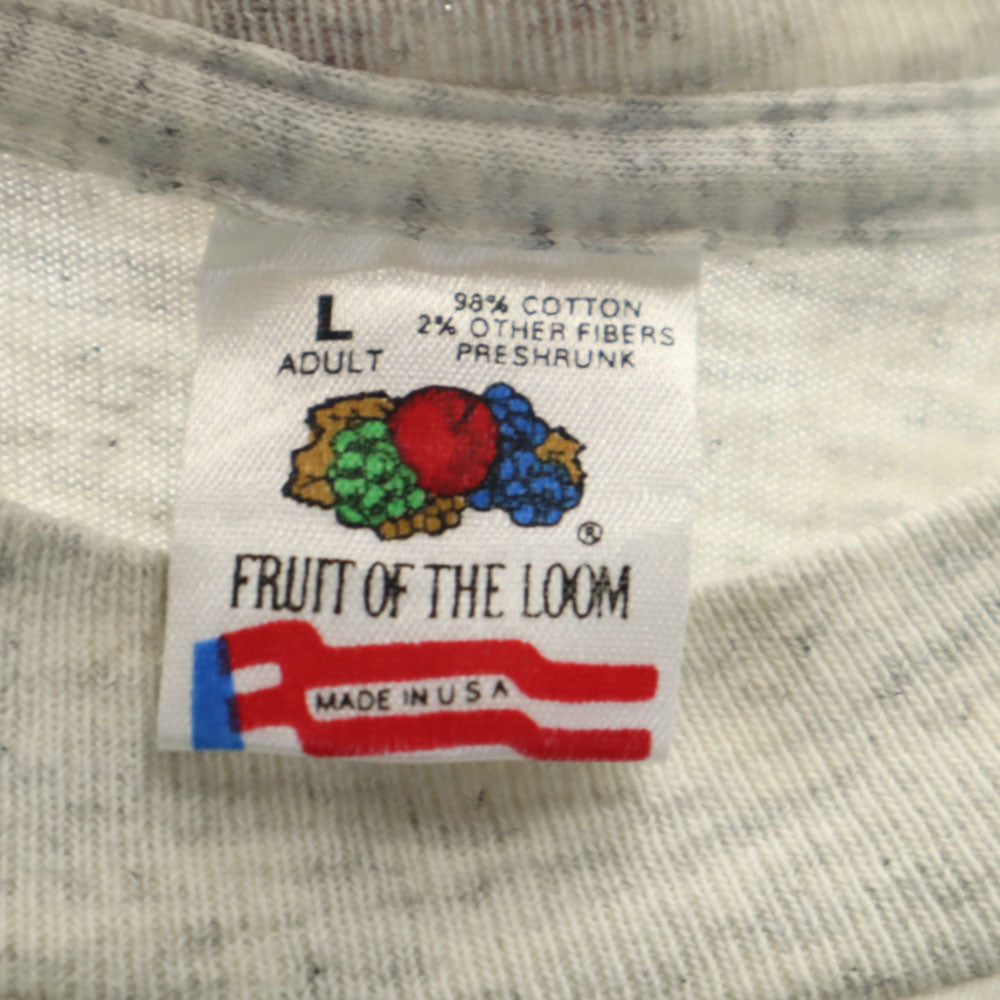 L
ADULT
98% COTTON
2% OTHER FIBERS
PRESHRUNK
®
FRUIT OF THE LOOM
MADE IN U S A